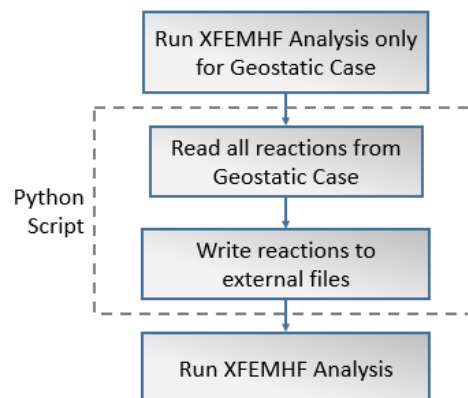 Run XFEMHF Analysis only
for Geostatic Case
Read all reactions from
Geostatic Case
Python
Script
Write reactions to
external files
Run XFEMHF Analysis